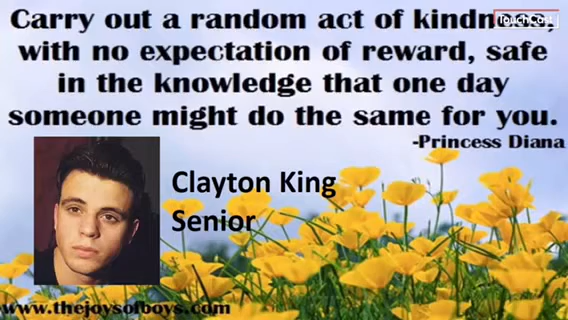 Carry out a random act of kindness,
TouchCast
with no expectation of reward, safe
in the knowledge that one day
someone might do the same for you.
-Princess Diana
Clayton King
Senior
www.thejoysofboys.com